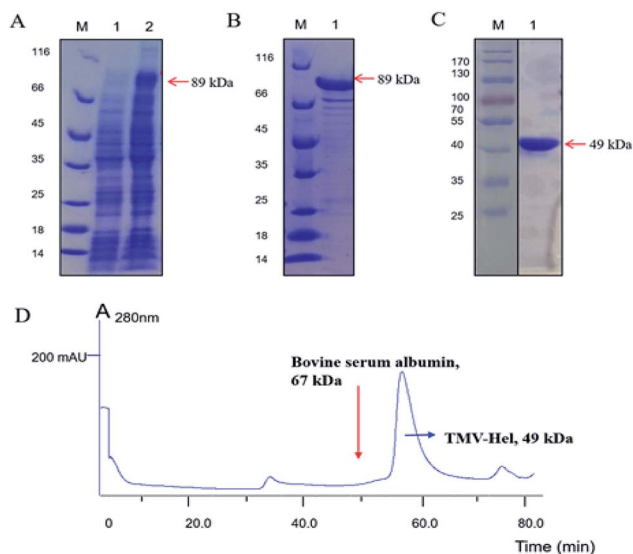 A
M 1 2
116
66
45
35
25
18
14
89 kDa
B
M 1
116
66
45
35
25
18
14
89 kDa
C
M 1
170
130
100
70
55
40
35
25
49 kDa
D
A 280nm
200 mAU
Bovine serum albumin,
67 kDa
TMV-Hel, 49 kDa
0 20.0 40.0 60.0 80.0
Time (min)